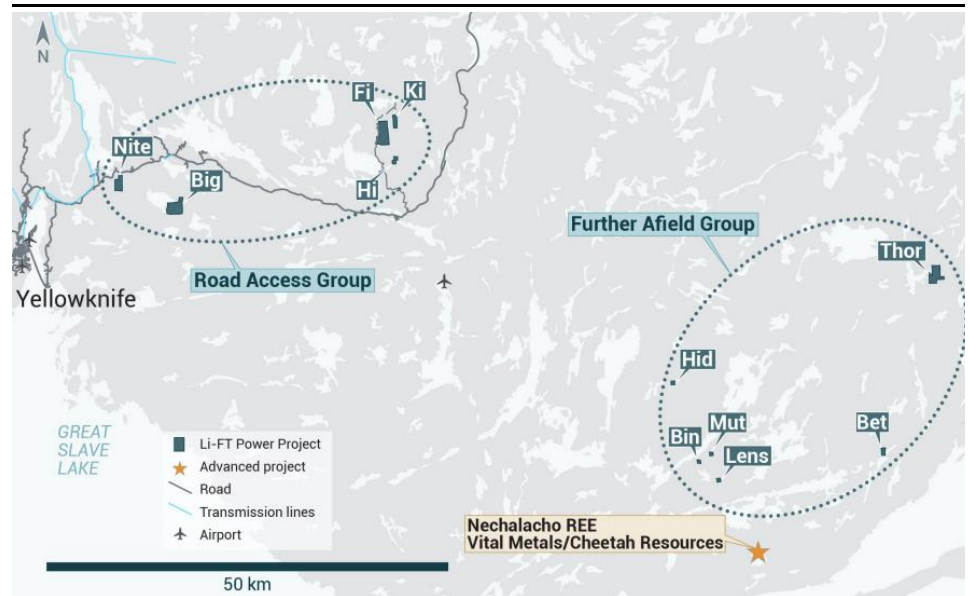 N
Fi
Ki
Nite
Big
Hi
Further Afield Group
Thor
Road Access Group
Yellowknife
Hid
GREAT
SLAVE
LAKE
Mut
Bin
Bet
Lens
Li-FT Power Project
Advanced project
Road
Transmission lines
Airport
Nechalacho REE
Vital Metals/Cheetah Resources
50 km